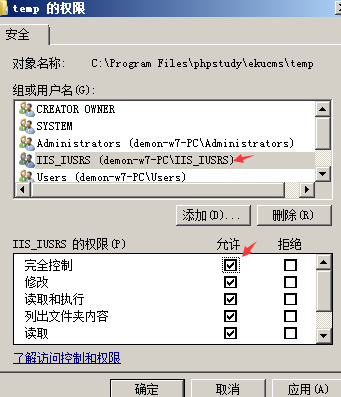 temp 的权限
安全
对象名称: C:\Program Files\phpstudy\ekucms\temp
组或用户名(G):
CREATOR OWNER
SYSTEM
Administrators (demon-w7-PC\Administrators)
IIS_IUSRS (demon-w7-PC\IIS_IUSRS)
Users (demon-w7-PC\Users)
添加(D)... 删除(R)
IIS_IUSRS 的权限(P) 允许 拒绝
完全控制
修改
读取和执行
列出文件夹内容
读取
了解访问控制和权限
确定 取消 应用(A)